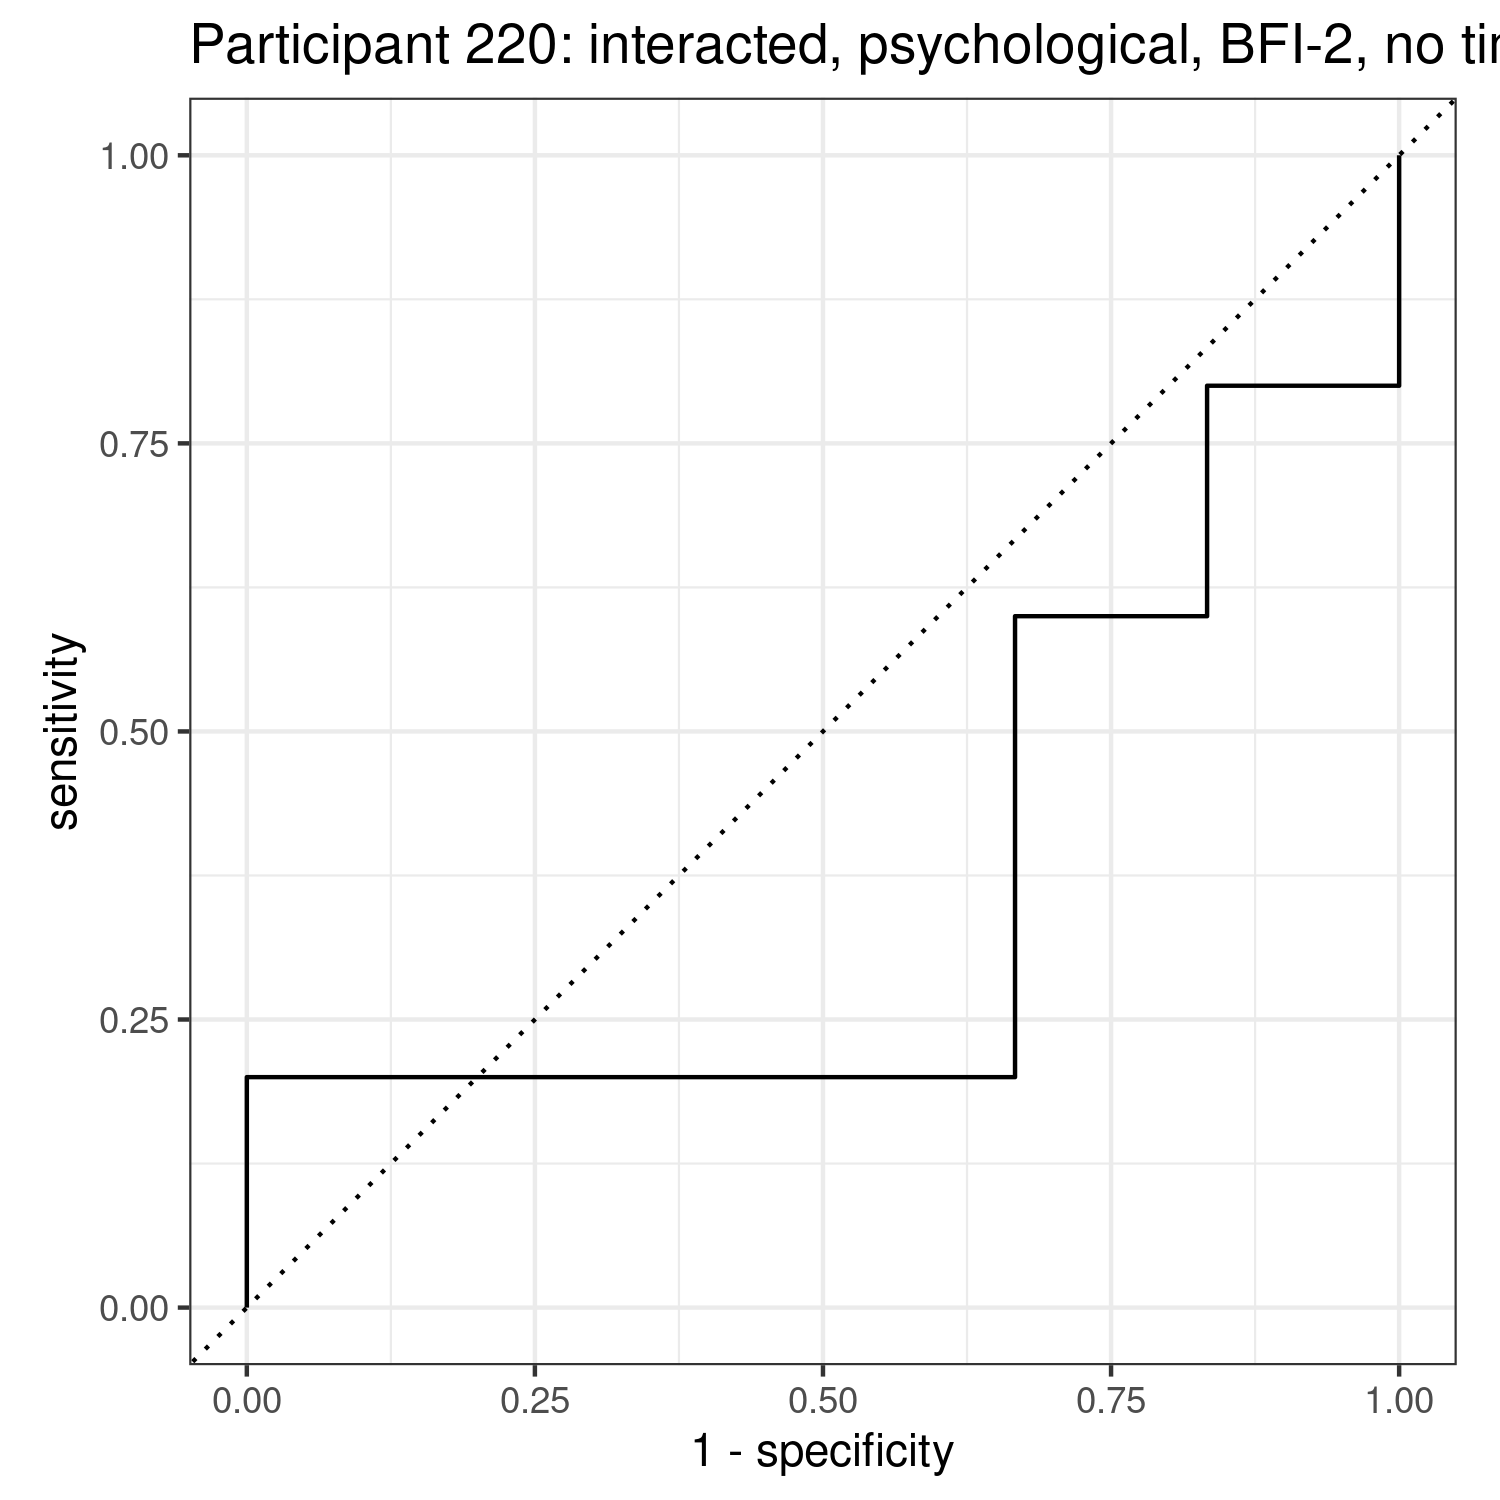 Participant 220: interacted, psychological, BFI-2, no
1.00
0.75
0.50
0.25
0.00
sensitivity
0.00 0.25 0.50 0.75 1.00
1 - specificity